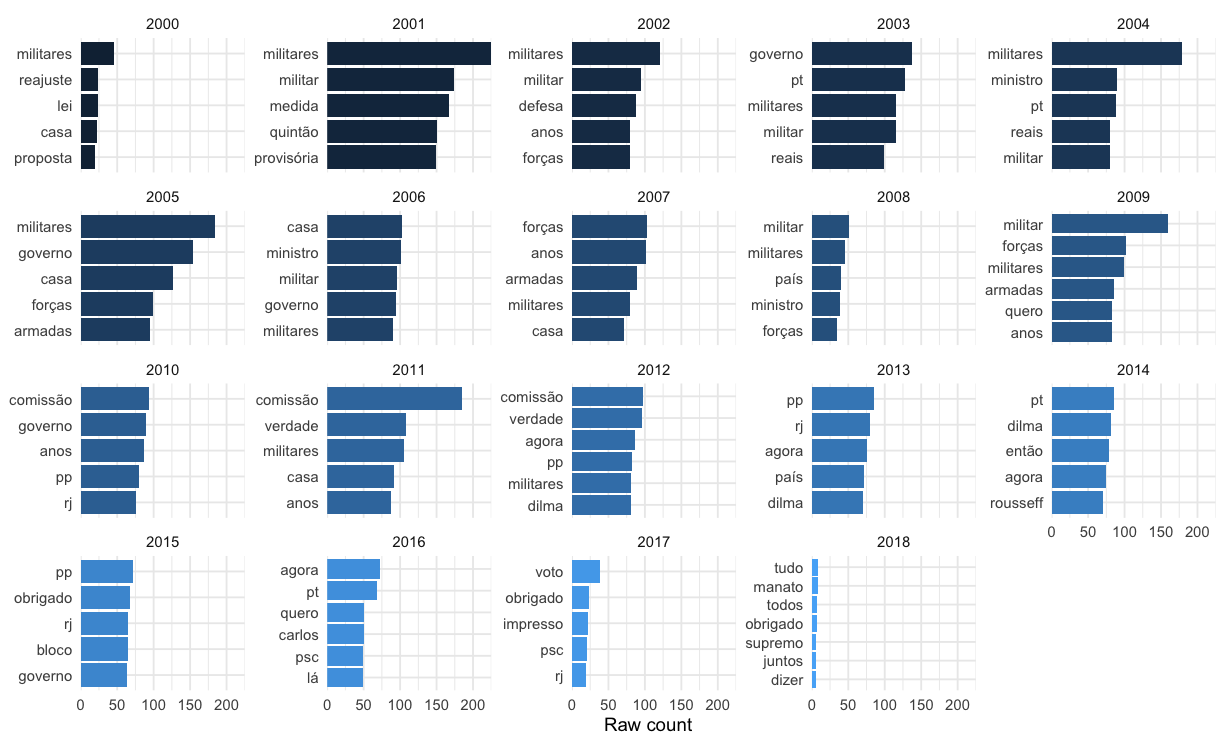 2000
militares
reajuste
lei
casa
proposta
2001
militares
militar
medida
quintão
provisória
2002
militares
militar
defesa
anos
forças
2003
governo
pt
militares
militar
reais
2004
militares
ministro
pt
reais
militar
2005
militares
governo
casa
forças
armadas
2006
casa
ministro
militar
governo
militares
2007
forças
anos
armadas
militares
casa
2008
militar
militares
país
ministro
forças
2009
militar
forças
militares
armadas
quero
anos
2010
comissão
governo
anos
pp
rj
2011
comissão
verdade
militares
casa
anos
2012
comissão
verdade
agora
pp
militares
dilma
2013
pp
rj
agora
país
dilma
2014
pt
dilma
então
agora
rousseff
0 50 100 150 200
2015
pp
obrigado
rj
bloco
governo
0 50 100 150 200
2016
agora
pt
quero
carlos
psc
lá
0 50 100 150 200
2017
voto
obrigado
impresso
psc
rj
0 50 100 150 200
2018
tudo
manato
todos
obrigado
supremo
juntos
dizer
0 50 100 150 200
Raw count